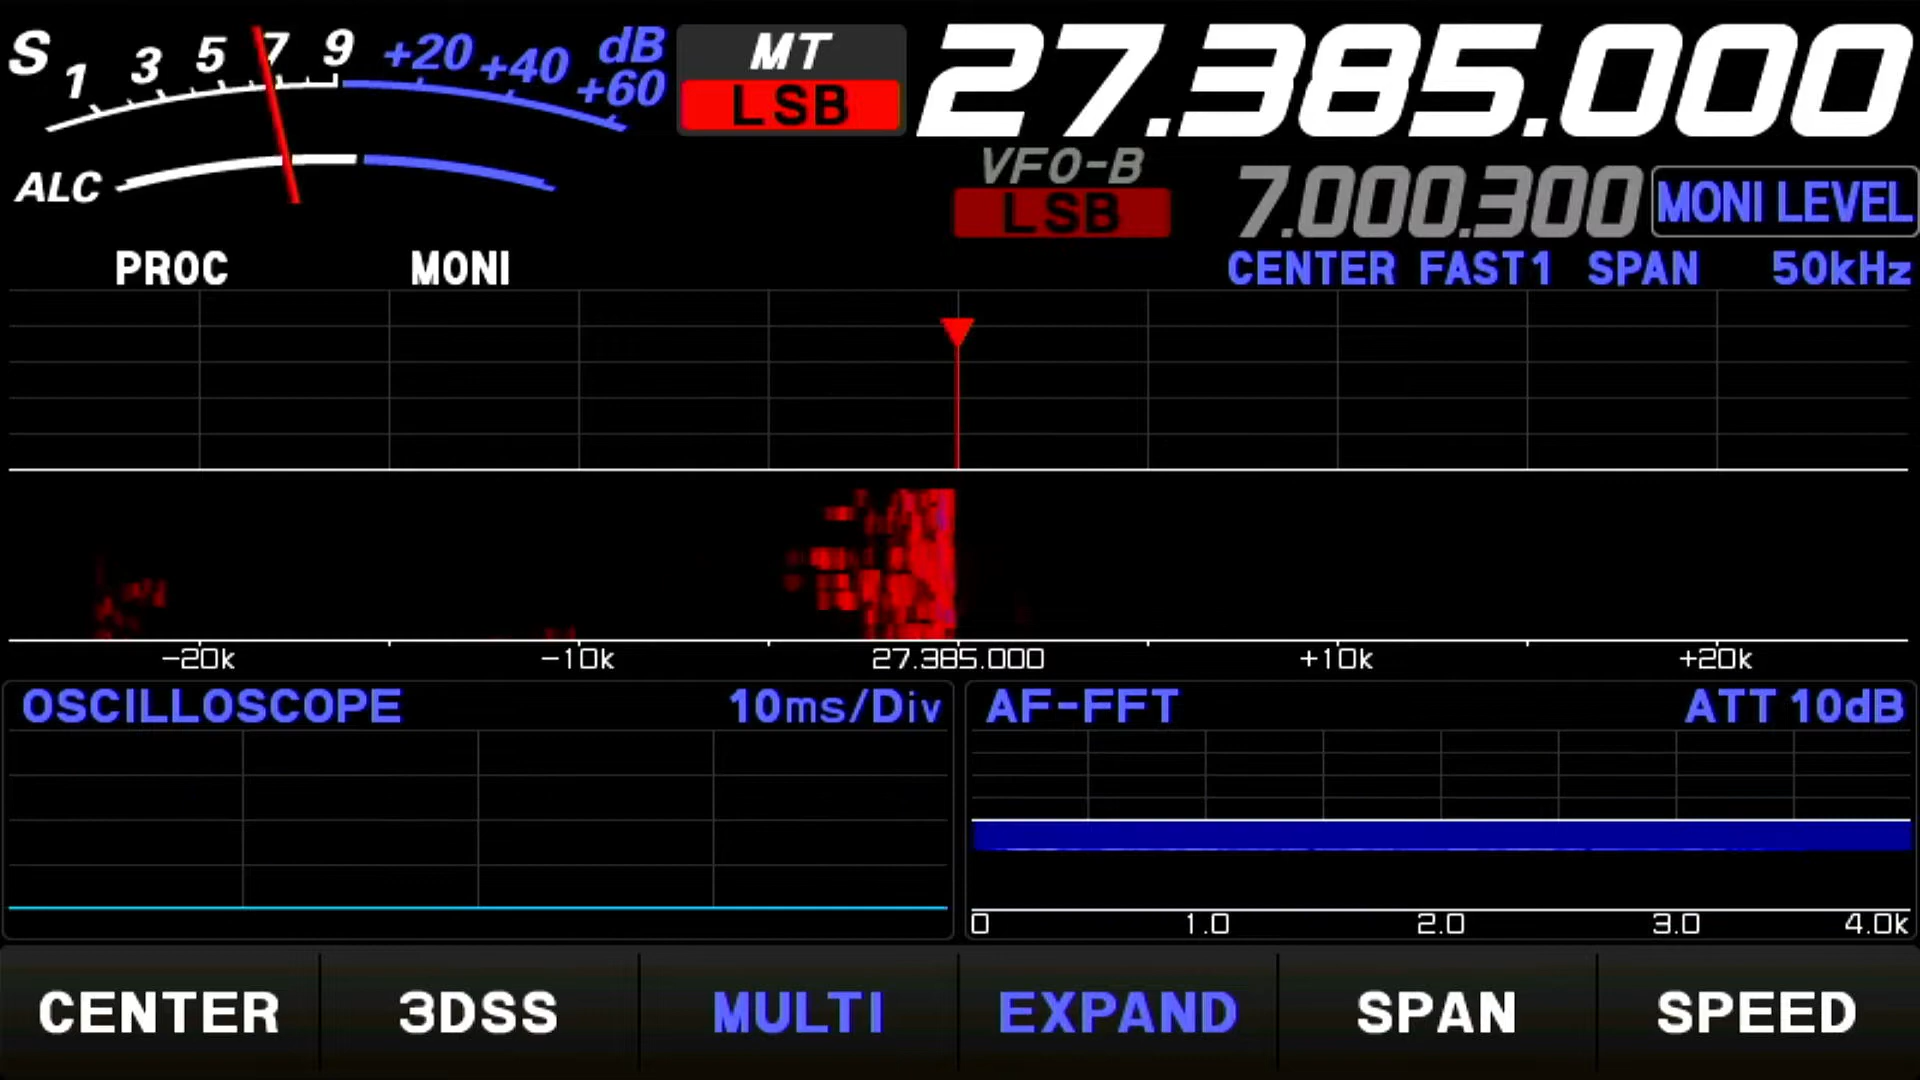 S 1 3 5 7 9 +20 +40 +60 dB
MT
LSB
27.385.000
ALC
VFO-B
LSB
7.000.300
MONI LEVEL
PROC MONI
CENTER FAST1 SPAN 50kHz
-20k -10k 27.385.000 +10k +20k
OSCILLOSCOPE 10ms/Div
AF-FFT ATT 10dB
0 1.0 2.0 3.0 4.0k
CENTER 3DSS MULTI EXPAND SPAN SPEED